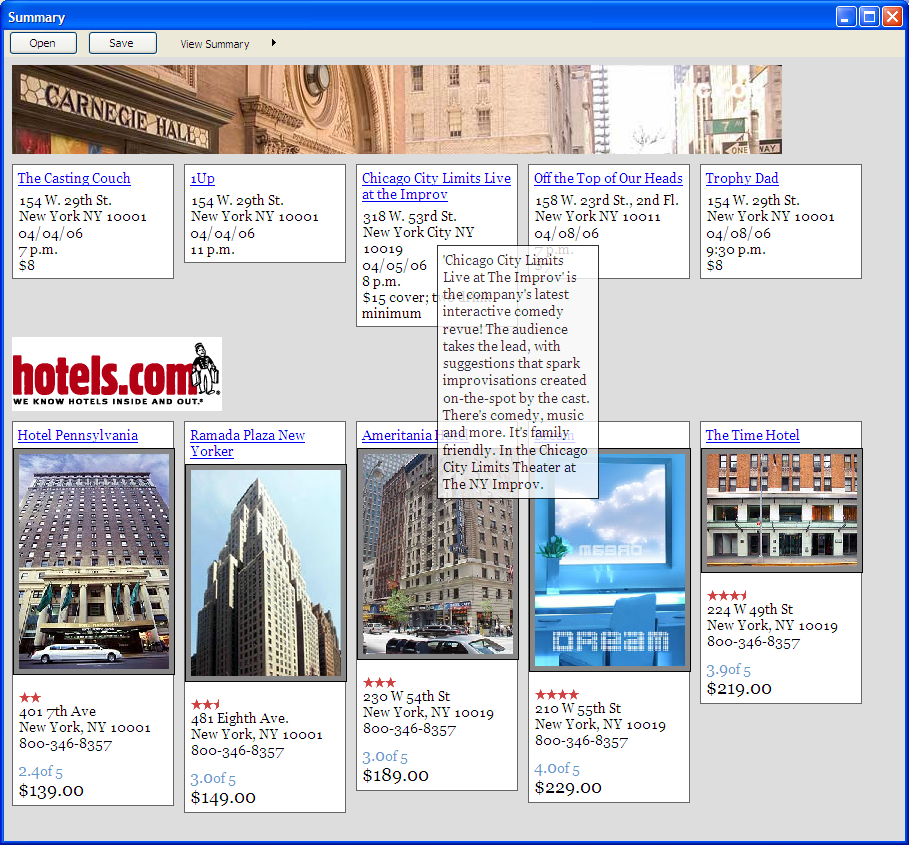 Summary
Open
Save
View Summary
CARNEGIE HALL
7 AV
ONE WAY
The Casting Couch
154 W. 29th St.
New York NY 10001
04/04/06
7 p.m.
$8
1Up
154 W. 29th St.
New York NY 10001
04/04/06
11 p.m.
Chicago City Limits Live
at the Improv
318 W. 53rd St.
New York City NY
10019
04/05/06
8 p.m.
$15 cover; two drink
minimum
Off the Top of Our Heads
158 W. 23rd St., 2nd Fl.
New York NY 10011
04/08/06
7 p.m.
Trophy Dad
154 W. 29th St.
New York NY 10001
04/08/06
9:30 p.m.
$8
'Chicago City Limits
Live at The Improv' is
the company's latest
interactive comedy
revue! The audience
takes the lead, with
suggestions that spark
improvisations created
on-the-spot by the cast.
There's comedy, music
and more. It's family
friendly. In the Chicago
City Limits Theater at
The NY Improv.
hotels.com®
WE KNOW HOTELS INSIDE AND OUT.®
Hotel Pennsylvania
401 7th Ave
New York, NY 10001
800-346-8357
2.4of 5
$139.00
Ramada Plaza New
Yorker
481 Eighth Ave.
New York, NY 10001
800-346-8357
3.0of 5
$149.00
Ameritania Hotel
230 W 54th St
New York, NY 10019
800-346-8357
3.0of 5
$189.00
DREAM
210 W 55th St
New York, NY 10019
800-346-8357
4.0of 5
$229.00
The Time Hotel
224 W 49th St
New York, NY 10019
800-346-8357
3.9of 5
$219.00